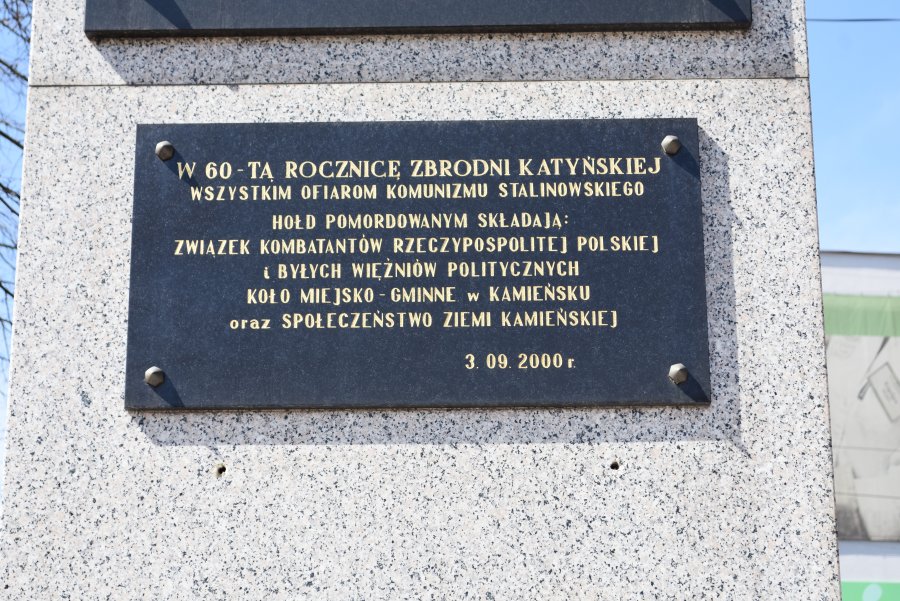 W 60-TĄ ROCZNICĘ ZBRODNI KATYŃSKIEJ
WSZYSTKIM OFIAROM KOMUNIZMU STALINOWSKIEGO
HOŁD POMORDOWANYM SKŁADAJĄ:
ZWIĄZEK KOMBATANTÓW RZECZYPOSPOLITEJ POLSKIEJ
i BYŁYCH WIĘŹNIÓW POLITYCZNYCH
KOŁO MIEJSKO-GMINNE w KAMIEŃSKU
oraz SPOŁECZEŃSTWO ZIEMI KAMIEŃSKIEJ
3. 09. 2000 r.